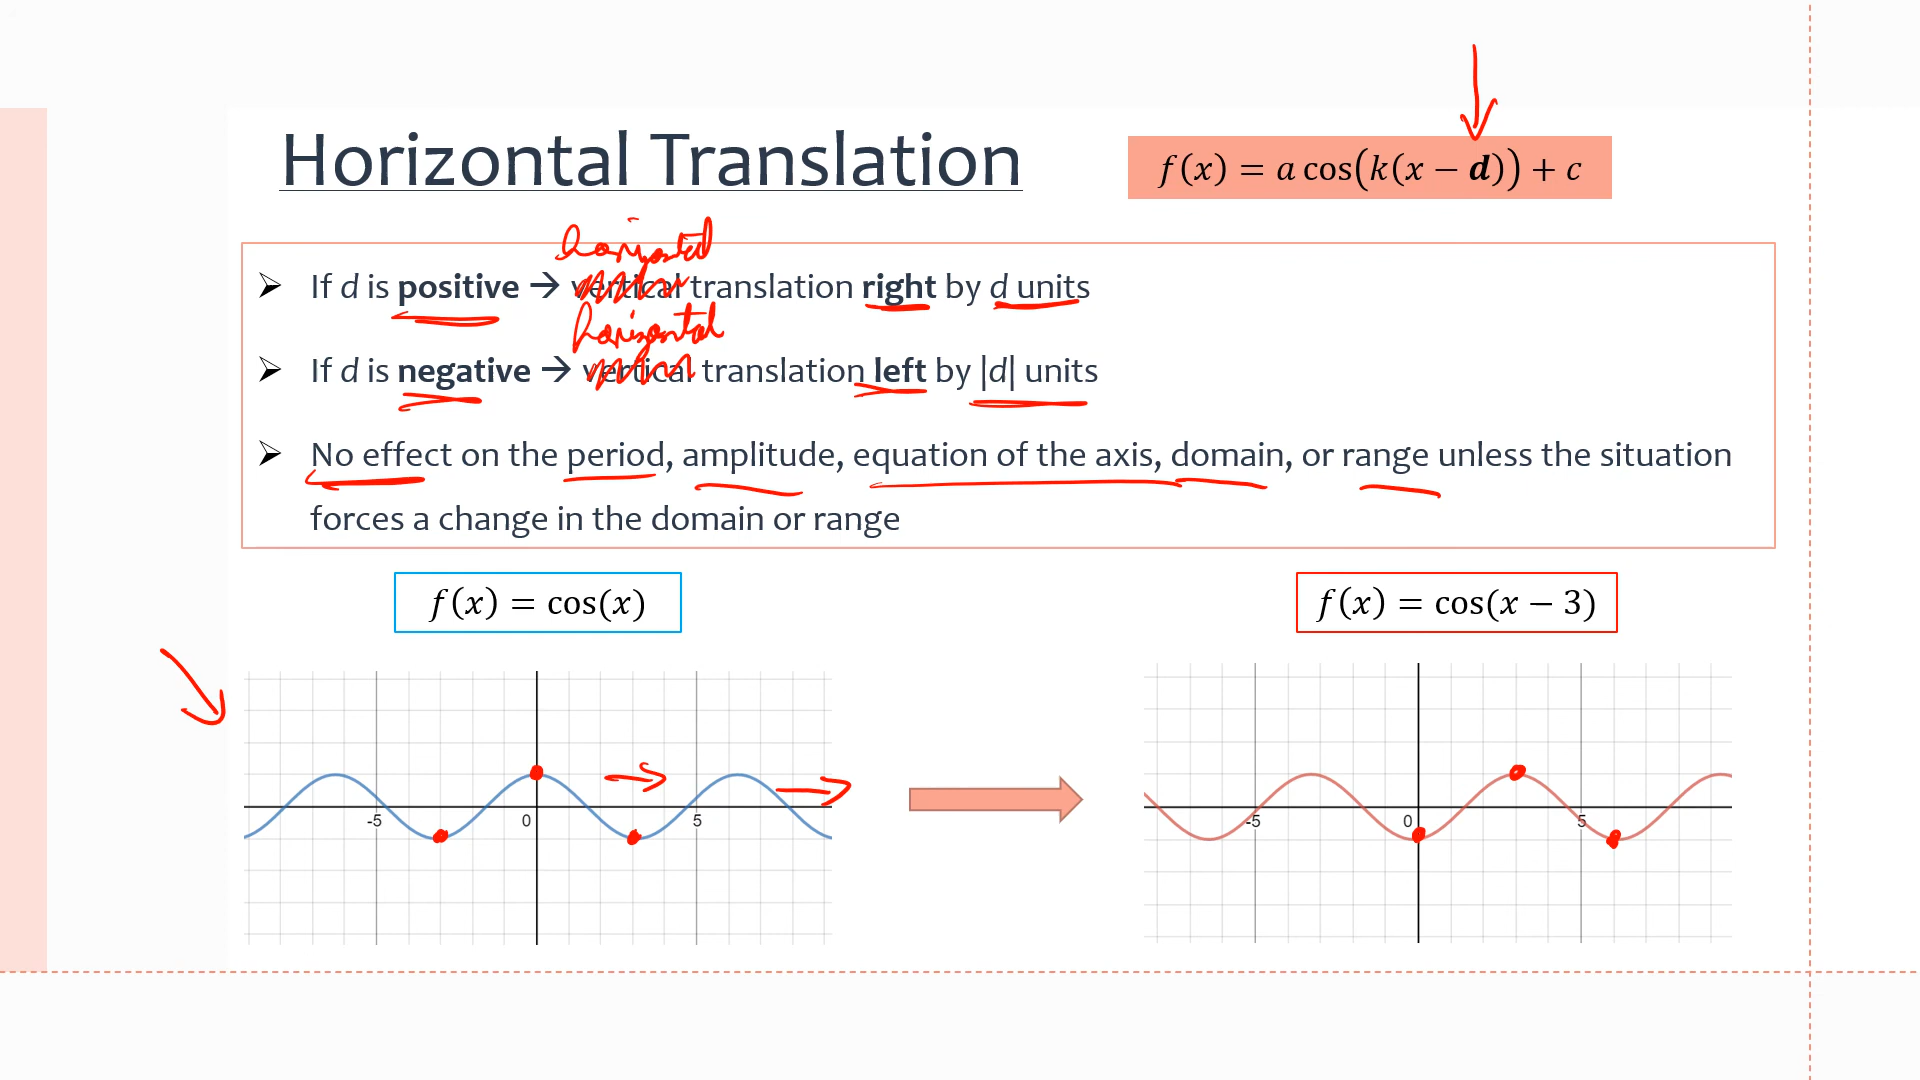 Horizontal Translation
f(x) = a cos(k(x − d)) + c
horizontal
➢ If d is positive → vertical translation right by d units
horizontal
➢ If d is negative → vertical translation left by |d| units
➢ No effect on the period, amplitude, equation of the axis, domain, or range unless the situation
forces a change in the domain or range
f(x) = cos(x)
f(x) = cos(x − 3)
-5 0 5
-5 0 5